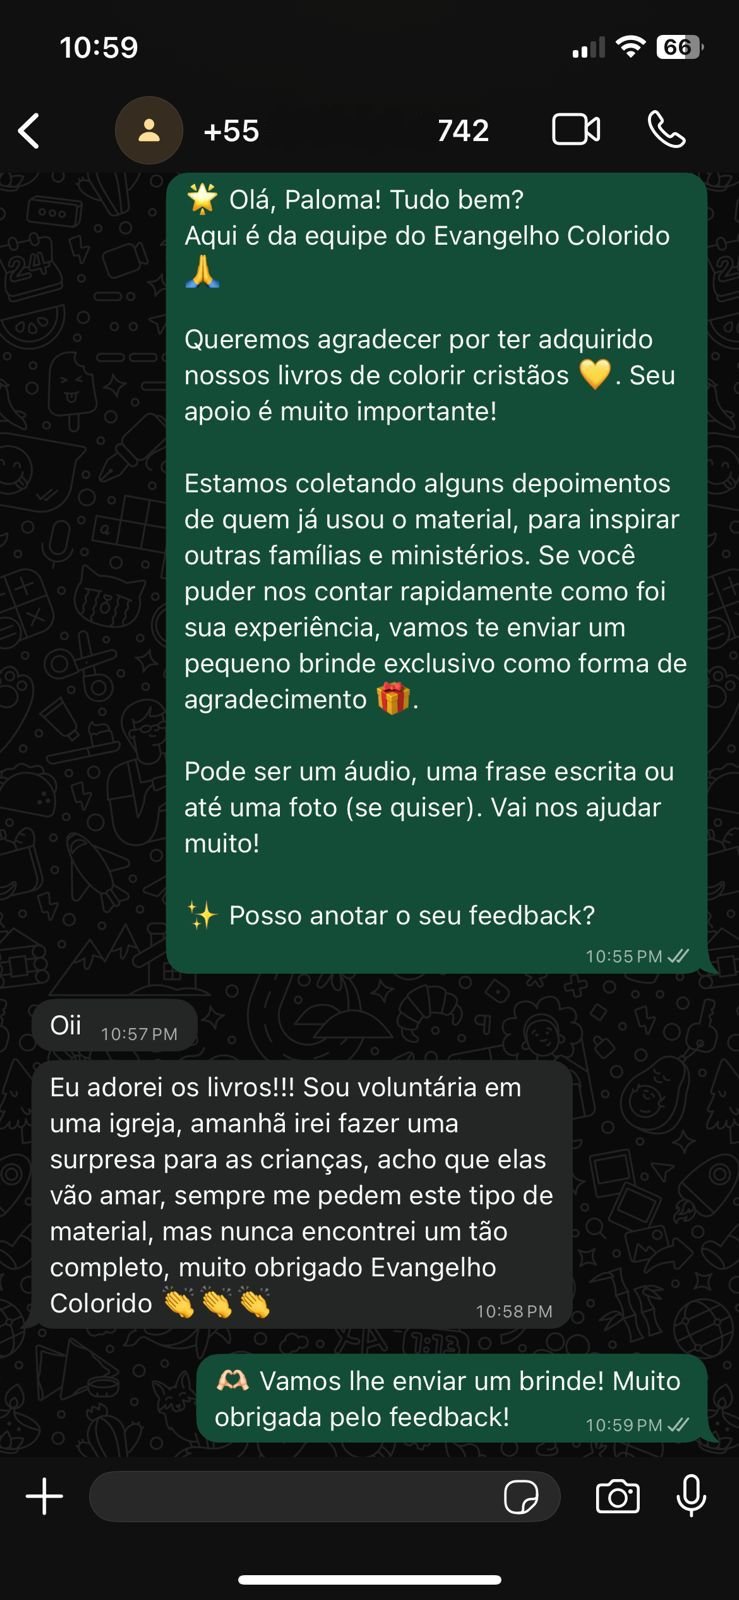 10:59
66
+55 742
🌟 Olá, Paloma! Tudo bem?
Aqui é da equipe do Evangelho Colorido
🙏
Queremos agradecer por ter adquirido
nossos livros de colorir cristãos 💛. Seu
apoio é muito importante!
Estamos coletando alguns depoimentos
de quem já usou o material, para inspirar
outras famílias e ministérios. Se você
puder nos contar rapidamente como foi
sua experiência, vamos te enviar um
pequeno brinde exclusivo como forma de
agradecimento 🎁.
Pode ser um áudio, uma frase escrita ou
até uma foto (se quiser). Vai nos ajudar
muito!
✨ Posso anotar o seu feedback?
10:55 PM
Oii 10:57 PM
Eu adorei os livros!!! Sou voluntária em
uma igreja, amanhã irei fazer uma
surpresa para as crianças, acho que elas
vão amar, sempre me pedem este tipo de
material, mas nunca encontrei um tão
completo, muito obrigado Evangelho
Colorido 👏👏👏 10:58 PM
🫶🏻 Vamos lhe enviar um brinde! Muito
obrigada pelo feedback! 10:59 PM